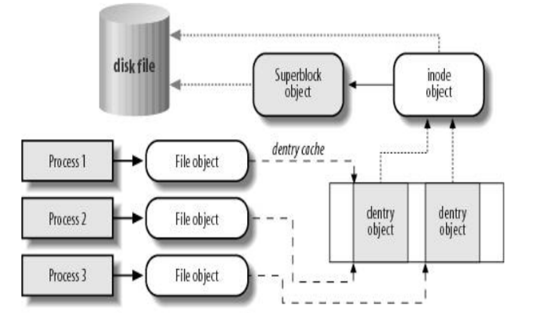 disk file
Superblock
object
inode
object
Process 1
File object
dentry cache
Process 2
File object
dentry
object
dentry
object
Process 3
File object